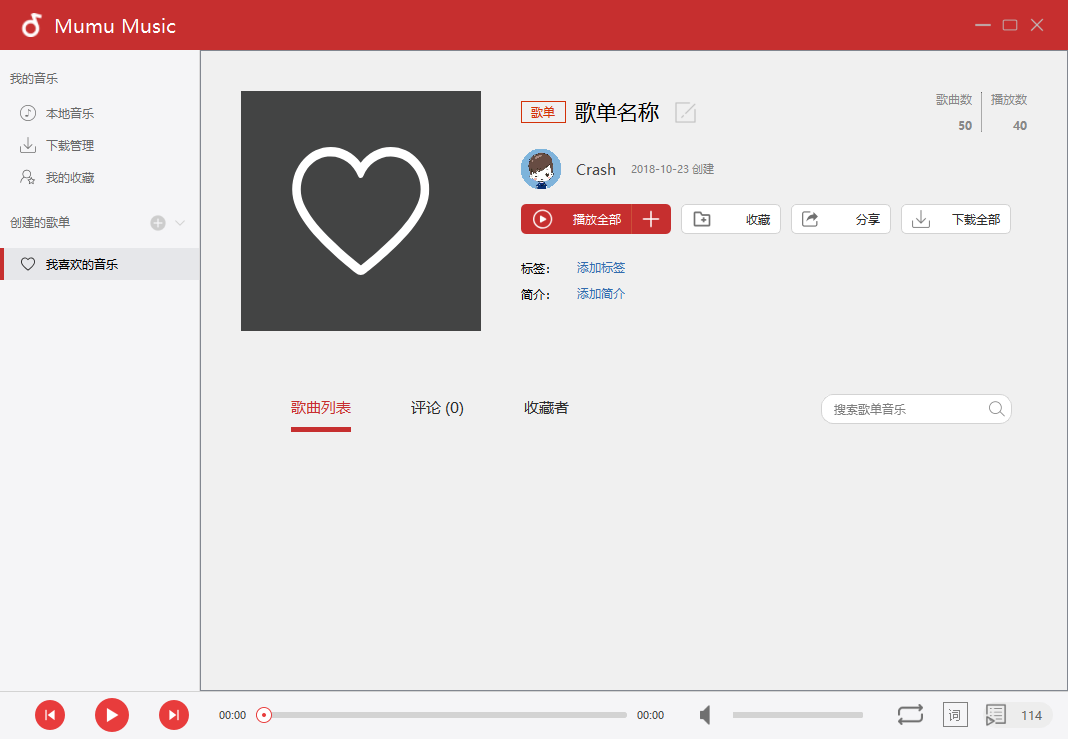 Mumu Music
我的音乐
本地音乐
下载管理
我的收藏
创建的歌单
我喜欢的音乐
歌单 歌单名称
歌曲数 播放数
50 40
Crash 2018-10-23 创建
播放全部 收藏 分享 下载全部
标签： 添加标签
简介： 添加简介
歌曲列表 评论 (0) 收藏者 搜索歌单音乐
00:00 00:00 词 114